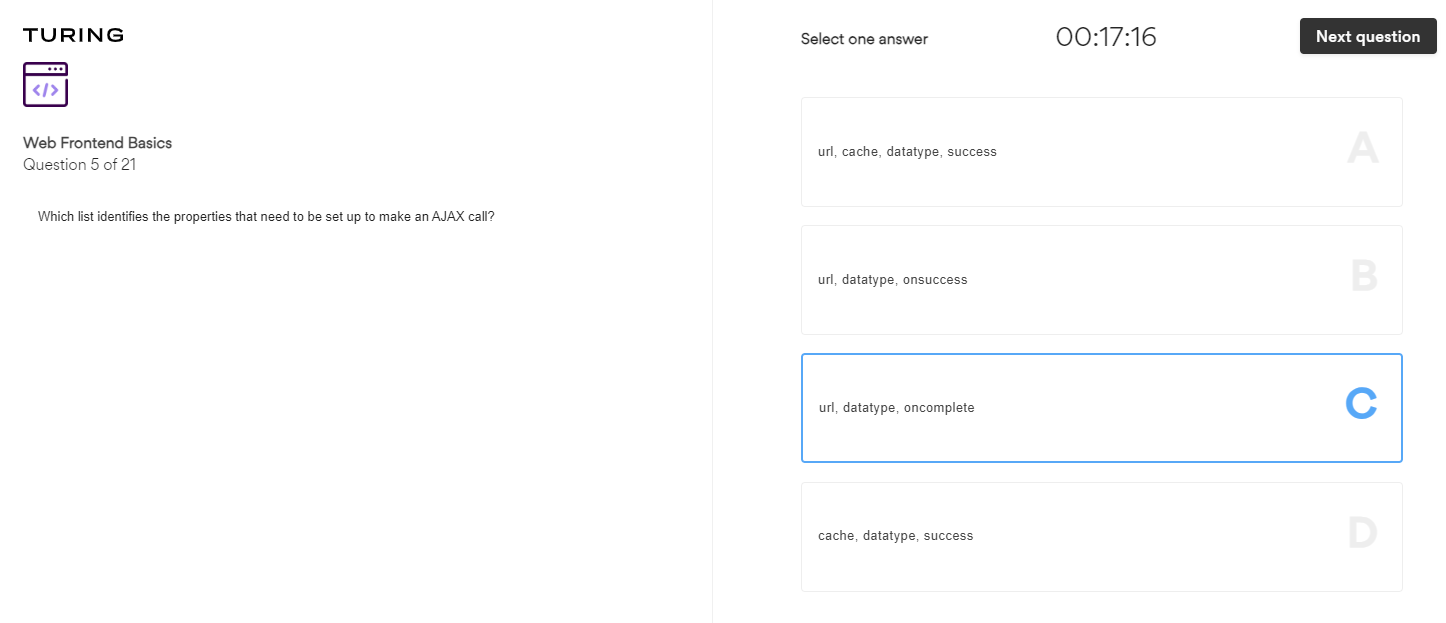 TURING
</>
Web Frontend Basics
Question 5 of 21
Which list identifies the properties that need to be set up to make an AJAX call?
Select one answer
00:17:16
Next question
url, cache, datatype, success
A
url, datatype, onsuccess
B
url, datatype, oncomplete
C
cache, datatype, success
D